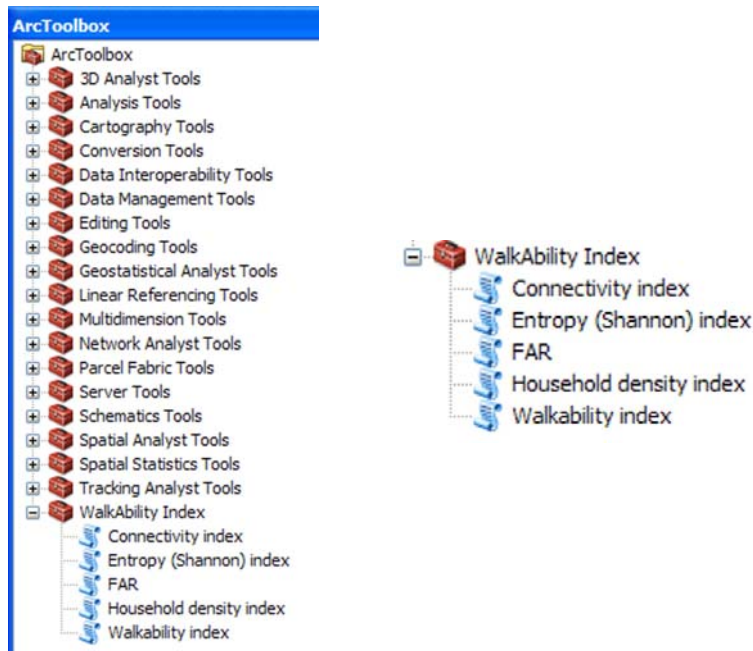 ArcToolbox
ArcToolbox
3D Analyst Tools
Analysis Tools
Cartography Tools
Conversion Tools
Data Interoperability Tools
Data Management Tools
Editing Tools
Geocoding Tools
Geostatistical Analyst Tools
Linear Referencing Tools
Multidimension Tools
Network Analyst Tools
Parcel Fabric Tools
Server Tools
Schematics Tools
Spatial Analyst Tools
Spatial Statistics Tools
Tracking Analyst Tools
WalkAbility Index
Connectivity index
Entropy (Shannon) index
FAR
Household density index
Walkability index
WalkAbility Index
Connectivity index
Entropy (Shannon) index
FAR
Household density index
Walkability index